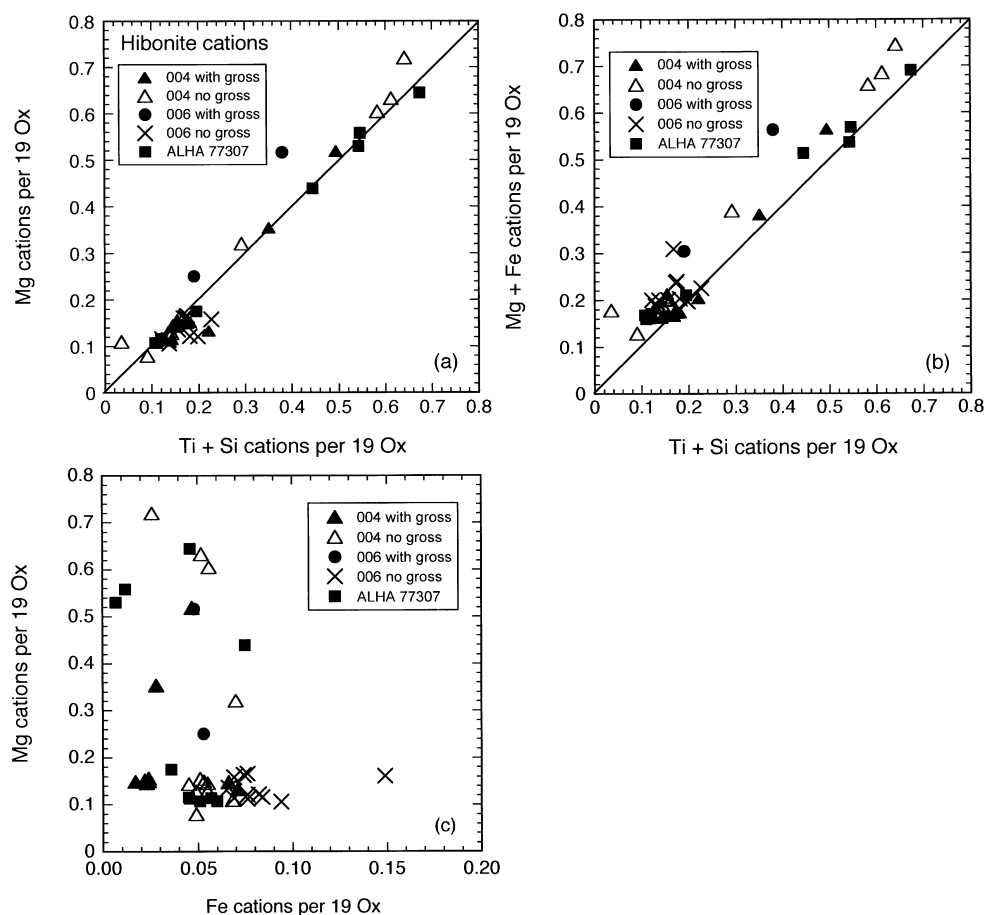 Hibonite cations
004 with gross
004 no gross
006 with gross
006 no gross
ALHA 77307
0.8
0.7
0.6
0.5
0.4
0.3
0.2
0.1
0
0.1
0.2
0.3
0.4
0.5
0.6
0.7
0.8
Mg cations per 19 Ox
Ti + Si cations per 19 Ox
(a)
004 with gross
004 no gross
006 with gross
006 no gross
ALHA 77307
0.8
0.7
0.6
0.5
0.4
0.3
0.2
0.1
0
0
0.1
0.2
0.3
0.4
0.5
0.6
0.7
0.8
Mg + Fe cations per 19 Ox
Ti + Si cations per 19 Ox
(b)
004 with gross
004 no gross
006 with gross
006 no gross
ALHA 77307
0.8
0.7
0.6
0.5
0.4
0.3
0.2
0.1
0
0.00
0.05
0.10
0.15
0.20
Mg cations per 19 Ox
Fe cations per 19 Ox
(c)